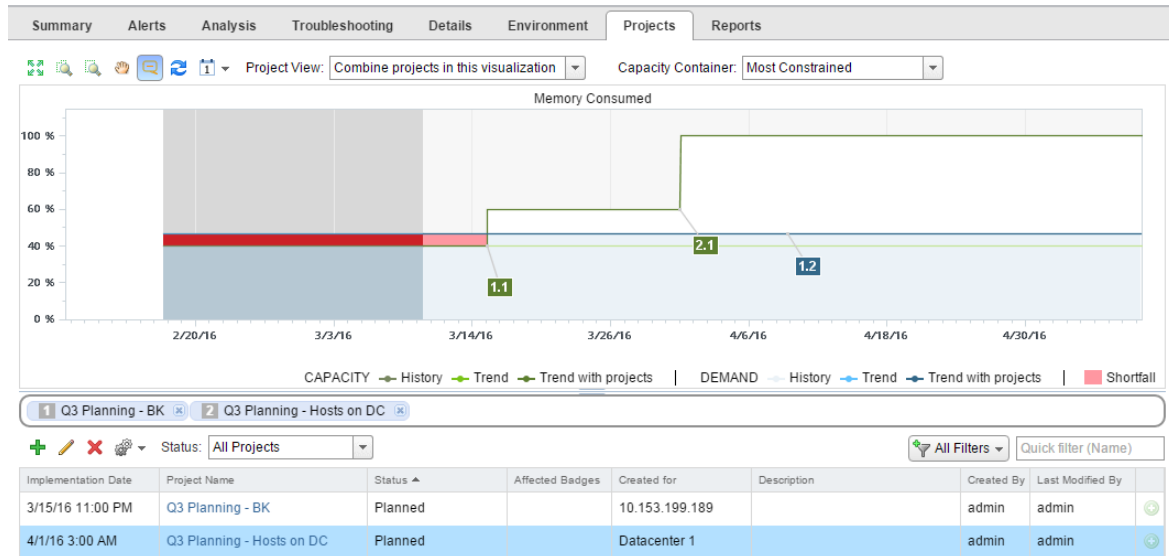 Summary Alerts Analysis Troubleshooting Details Environment Projects Reports
1 Project View: Combine projects in this visualization Capacity Container: Most Constrained
Memory Consumed
100 %
80 %
60 %
40 %
20 %
0 %
2.1
1.2
1.1
2/20/16 3/3/16 3/14/16 3/26/16 4/6/16 4/18/16 4/30/16
CAPACITY History Trend Trend with projects | DEMAND History Trend Trend with projects | Shortfall
1 Q3 Planning - BK 2 Q3 Planning - Hosts on DC
Status: All Projects All Filters Quick filter (Name)
Implementation Date Project Name Status Affected Badges Created for Description Created By Last Modified By
3/15/16 11:00 PM Q3 Planning - BK Planned 10.153.199.189 admin admin
4/1/16 3:00 AM Q3 Planning - Hosts on DC Planned Datacenter 1 admin admin